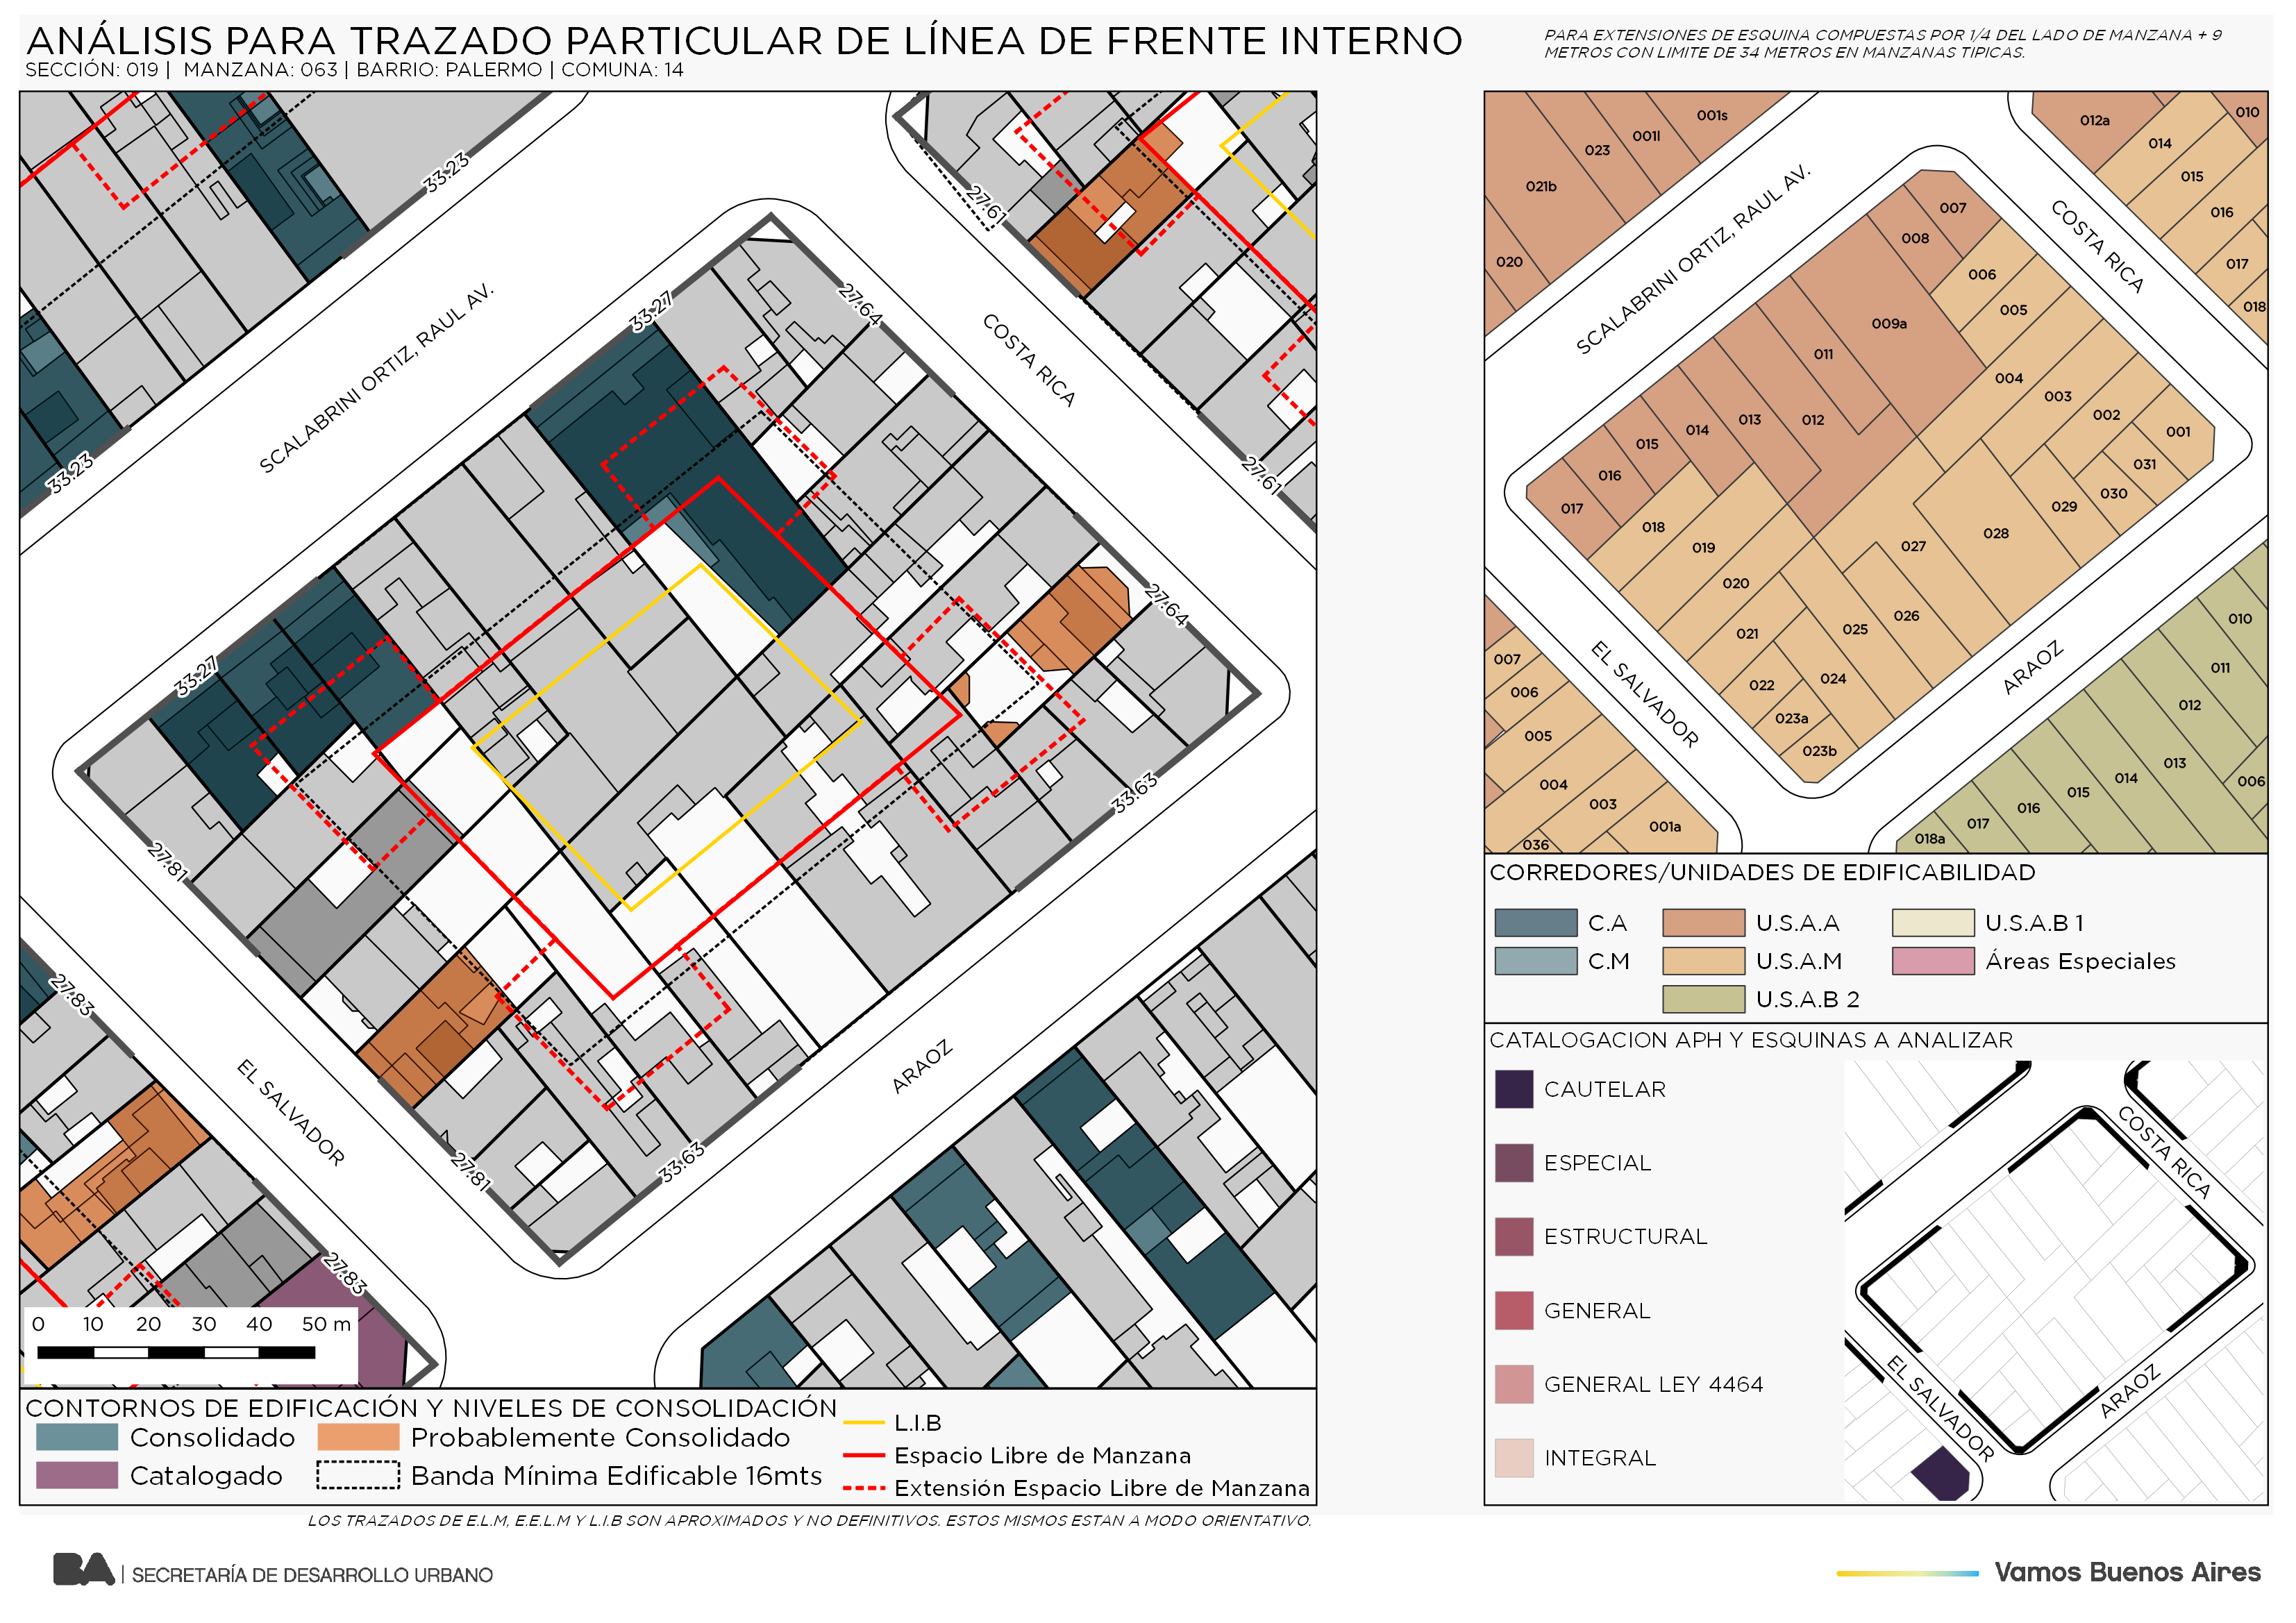 ANÁLISIS PARA TRAZADO PARTICULAR DE LÍNEA DE FRENTE INTERNO
SECCIÓN: 019 | MANZANA: 063 | BARRIO: PALERMO | COMUNA: 14
PARA EXTENSIONES DE ESQUINA COMPUESTAS POR 1/4 DEL LADO DE MANZANA + 9
METROS CON LIMITE DE 34 METROS EN MANZANAS TIPICAS.
33.23
33.23
27.61
27.61
SCALABRINI ORTIZ, RAUL AV.
COSTA RICA
33.27
27.64
33.27
27.64
27.81
33.63
27.83
27.81
33.63
27.83
EL SALVADOR
ARAOZ
0 10 20 30 40 50 m
CONTORNOS DE EDIFICACIÓN Y NIVELES DE CONSOLIDACIÓN
Consolidado
Probablemente Consolidado
Catalogado
Banda Mínima Edificable 16mts
L.I.B
Espacio Libre de Manzana
Extensión Espacio Libre de Manzana
LOS TRAZADOS DE E.L.M, E.E.L.M Y L.I.B SON APROXIMADOS Y NO DEFINITIVOS. ESTOS MISMOS ESTAN A MODO ORIENTATIVO.
001s
001l
023
021b
020
012a
010
014
015
016
017
018
SCALABRINI ORTIZ, RAUL AV.
COSTA RICA
007
008
006
005
009a
011
004
003
002
001
012
013
014
015
016
017
031
030
029
028
018
019
020
027
026
025
021
024
022
023a
023b
EL SALVADOR
ARAOZ
007
006
005
004
003
001a
036
010
011
012
013
014
015
016
017
018a
006
CORREDORES/UNIDADES DE EDIFICABILIDAD
C.A
U.S.A.A
U.S.A.B 1
C.M
U.S.A.M
Áreas Especiales
U.S.A.B 2
CATALOGACION APH Y ESQUINAS A ANALIZAR
CAUTELAR
ESPECIAL
ESTRUCTURAL
GENERAL
GENERAL LEY 4464
INTEGRAL
COSTA RICA
EL SALVADOR
ARAOZ
BA | SECRETARÍA DE DESARROLLO URBANO
Vamos Buenos Aires